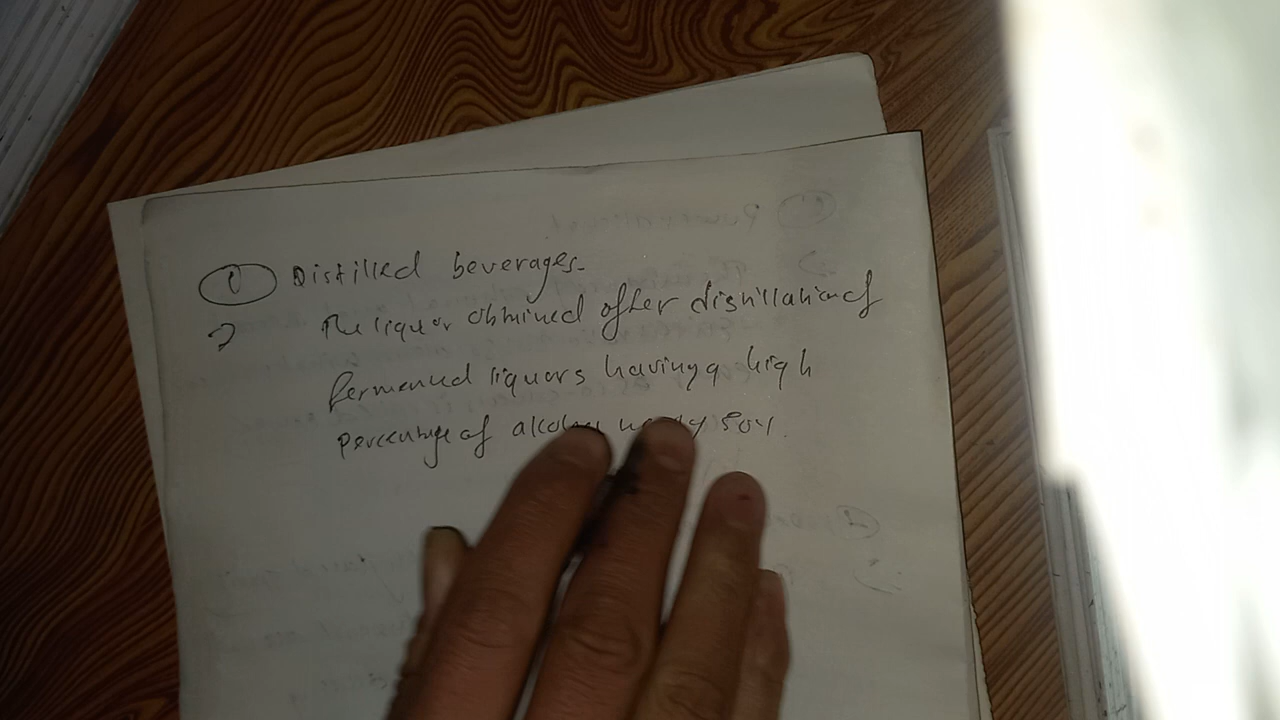 ① Distilled beverages.
The liquor obtained after distillation of
fermented liquors having a high
percentage of alcohol